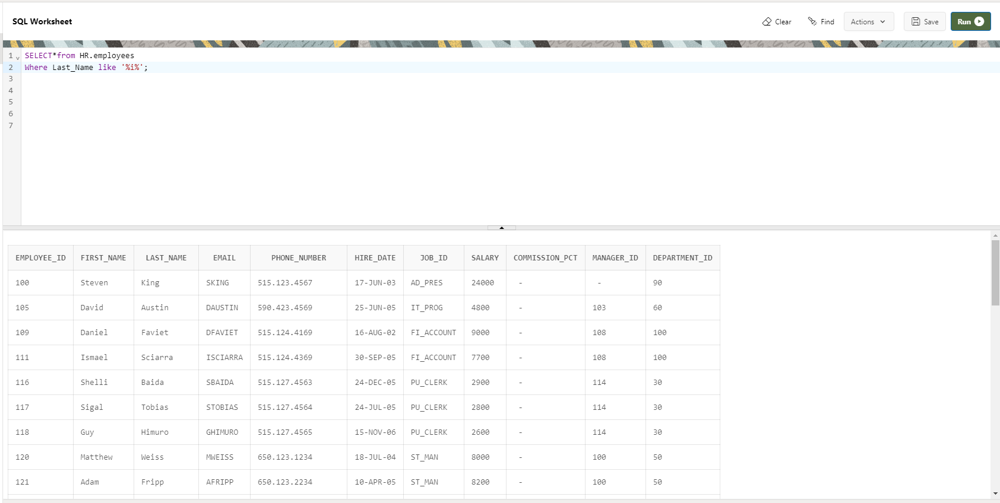 SQL Worksheet Clear Find Actions Save Run
1 SELECT*from HR.employees
2 Where Last_Name like '%i%';
3
4
5
6
7
EMPLOYEE_ID FIRST_NAME LAST_NAME EMAIL PHONE_NUMBER HIRE_DATE JOB_ID SALARY COMMISSION_PCT MANAGER_ID DEPARTMENT_ID
100 Steven King SKING 515.123.4567 17-JUN-03 AD_PRES 24000 - - 90
105 David Austin DAUSTIN 590.423.4569 25-JUN-05 IT_PROG 4800 - 103 60
109 Daniel Faviet DFAVIET 515.124.4169 16-AUG-02 FI_ACCOUNT 9000 - 108 100
111 Ismael Sciarra ISCIARRA 515.124.4369 30-SEP-05 FI_ACCOUNT 7700 - 108 100
116 Shelli Baida SBAIDA 515.127.4563 24-DEC-05 PU_CLERK 2900 - 114 30
117 Sigal Tobias STOBIAS 515.127.4564 24-JUL-05 PU_CLERK 2800 - 114 30
118 Guy Himuro GHIMURO 515.127.4565 15-NOV-06 PU_CLERK 2600 - 114 30
120 Matthew Weiss MWEISS 650.123.1234 18-JUL-04 ST_MAN 8000 - 100 50
121 Adam Fripp AFRIPP 650.123.2234 10-APR-05 ST_MAN 8200 - 100 50